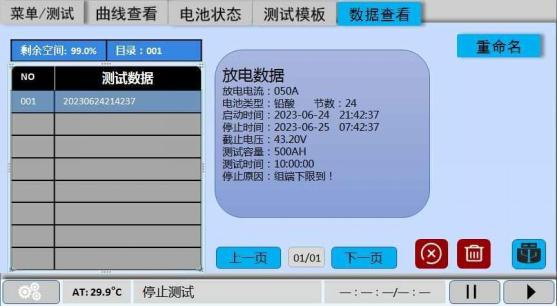 菜单/测试 曲线查看 电池状态 测试模板 数据查看
剩余空间: 99.0% 目录：001
重命名
NO 测试数据
001 20230624214237
放电数据
放电电流：050A
电池类型：铅酸 节数：24
启动时间：2023-06-24 21:42:37
停止时间：2023-06-25 07:42:37
截止电压：43.20V
测试容量：500AH
测试时间：10:00:00
停止原因：组端下限到！
上一页 01/01 下一页
AT: 29.9°C 停止测试 —：—：—/—：—